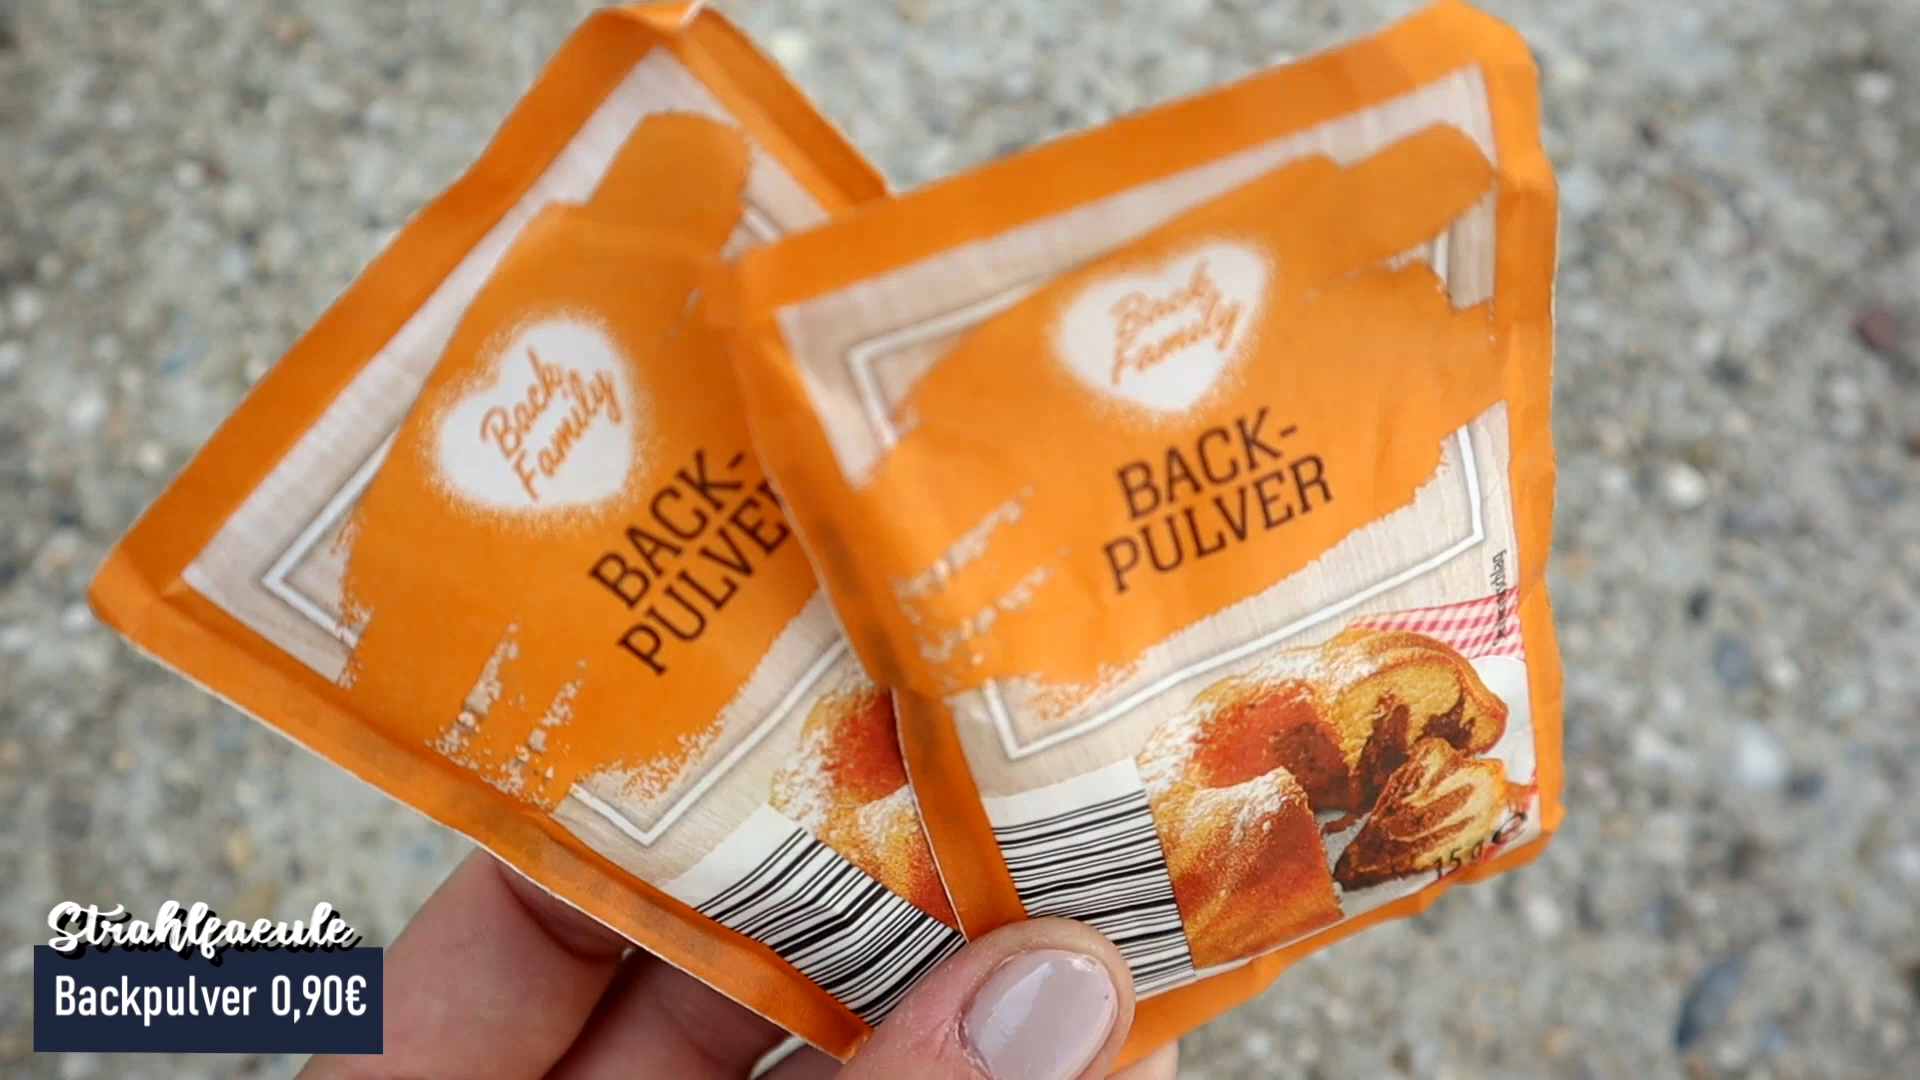 Back
Family
BACK-
PULVER
Back
Family
BACK-
PULVER
15 g e
Strahlfaeule
Backpulver 0,90€